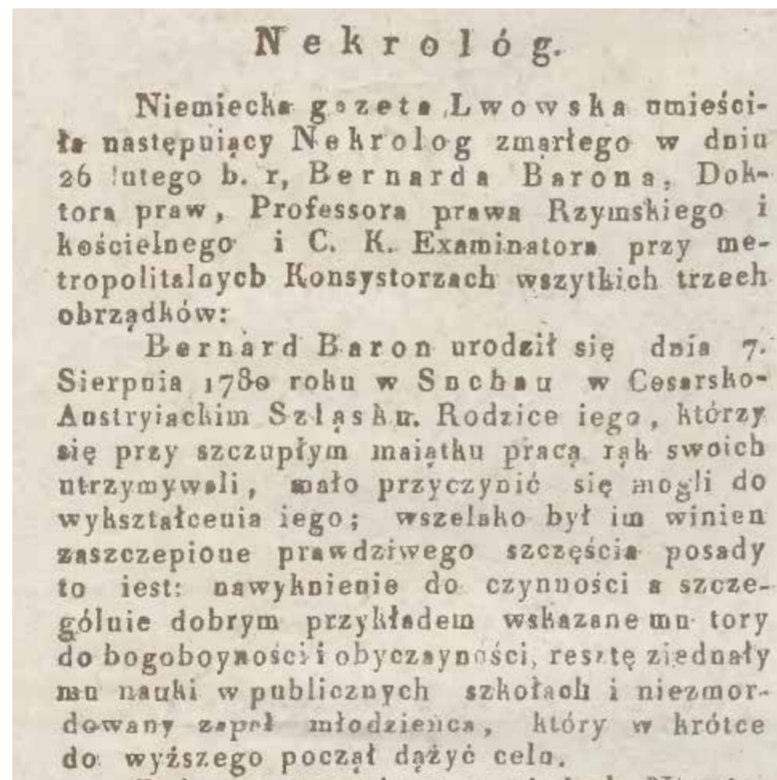 Nekrológ.
Niemiecka gazeta Lwowska umieści-
ła następuiący Nekrolog zmarłego w dniu
26 lutego b. r, Bernarda Barona, Dok-
tora praw, Professora prawa Rzymskiego i
kościelnego i C. K. Examinatora przy me-
tropolitalnych Konsystorzach wszytkich trzech
obrządków:
Bernard Baron urodził się dnia 7.
Sierpnia 1780 roku w Suchau w Cesarsko-
Austryiackim Szląsku. Rodzice iego, którzy
się przy szczupłym maiątku pracą rąk swoich
utrzymywali, mało przyczynić się mogli do
wykształcenia iego; wszelako był im winien
zaszczepione prawdziwego szczęścia posady
to iest: nawyknienie do czynności a szcze-
gólnie dobrym przykładem wskazane mu tory
do bogoboyności i obyczayności, resztę ziednały
mu nauki w publicznych szkołach i niezmor-
dowany zapał młodzieńca, który w krótce
do wyższego począł dążyć celu.